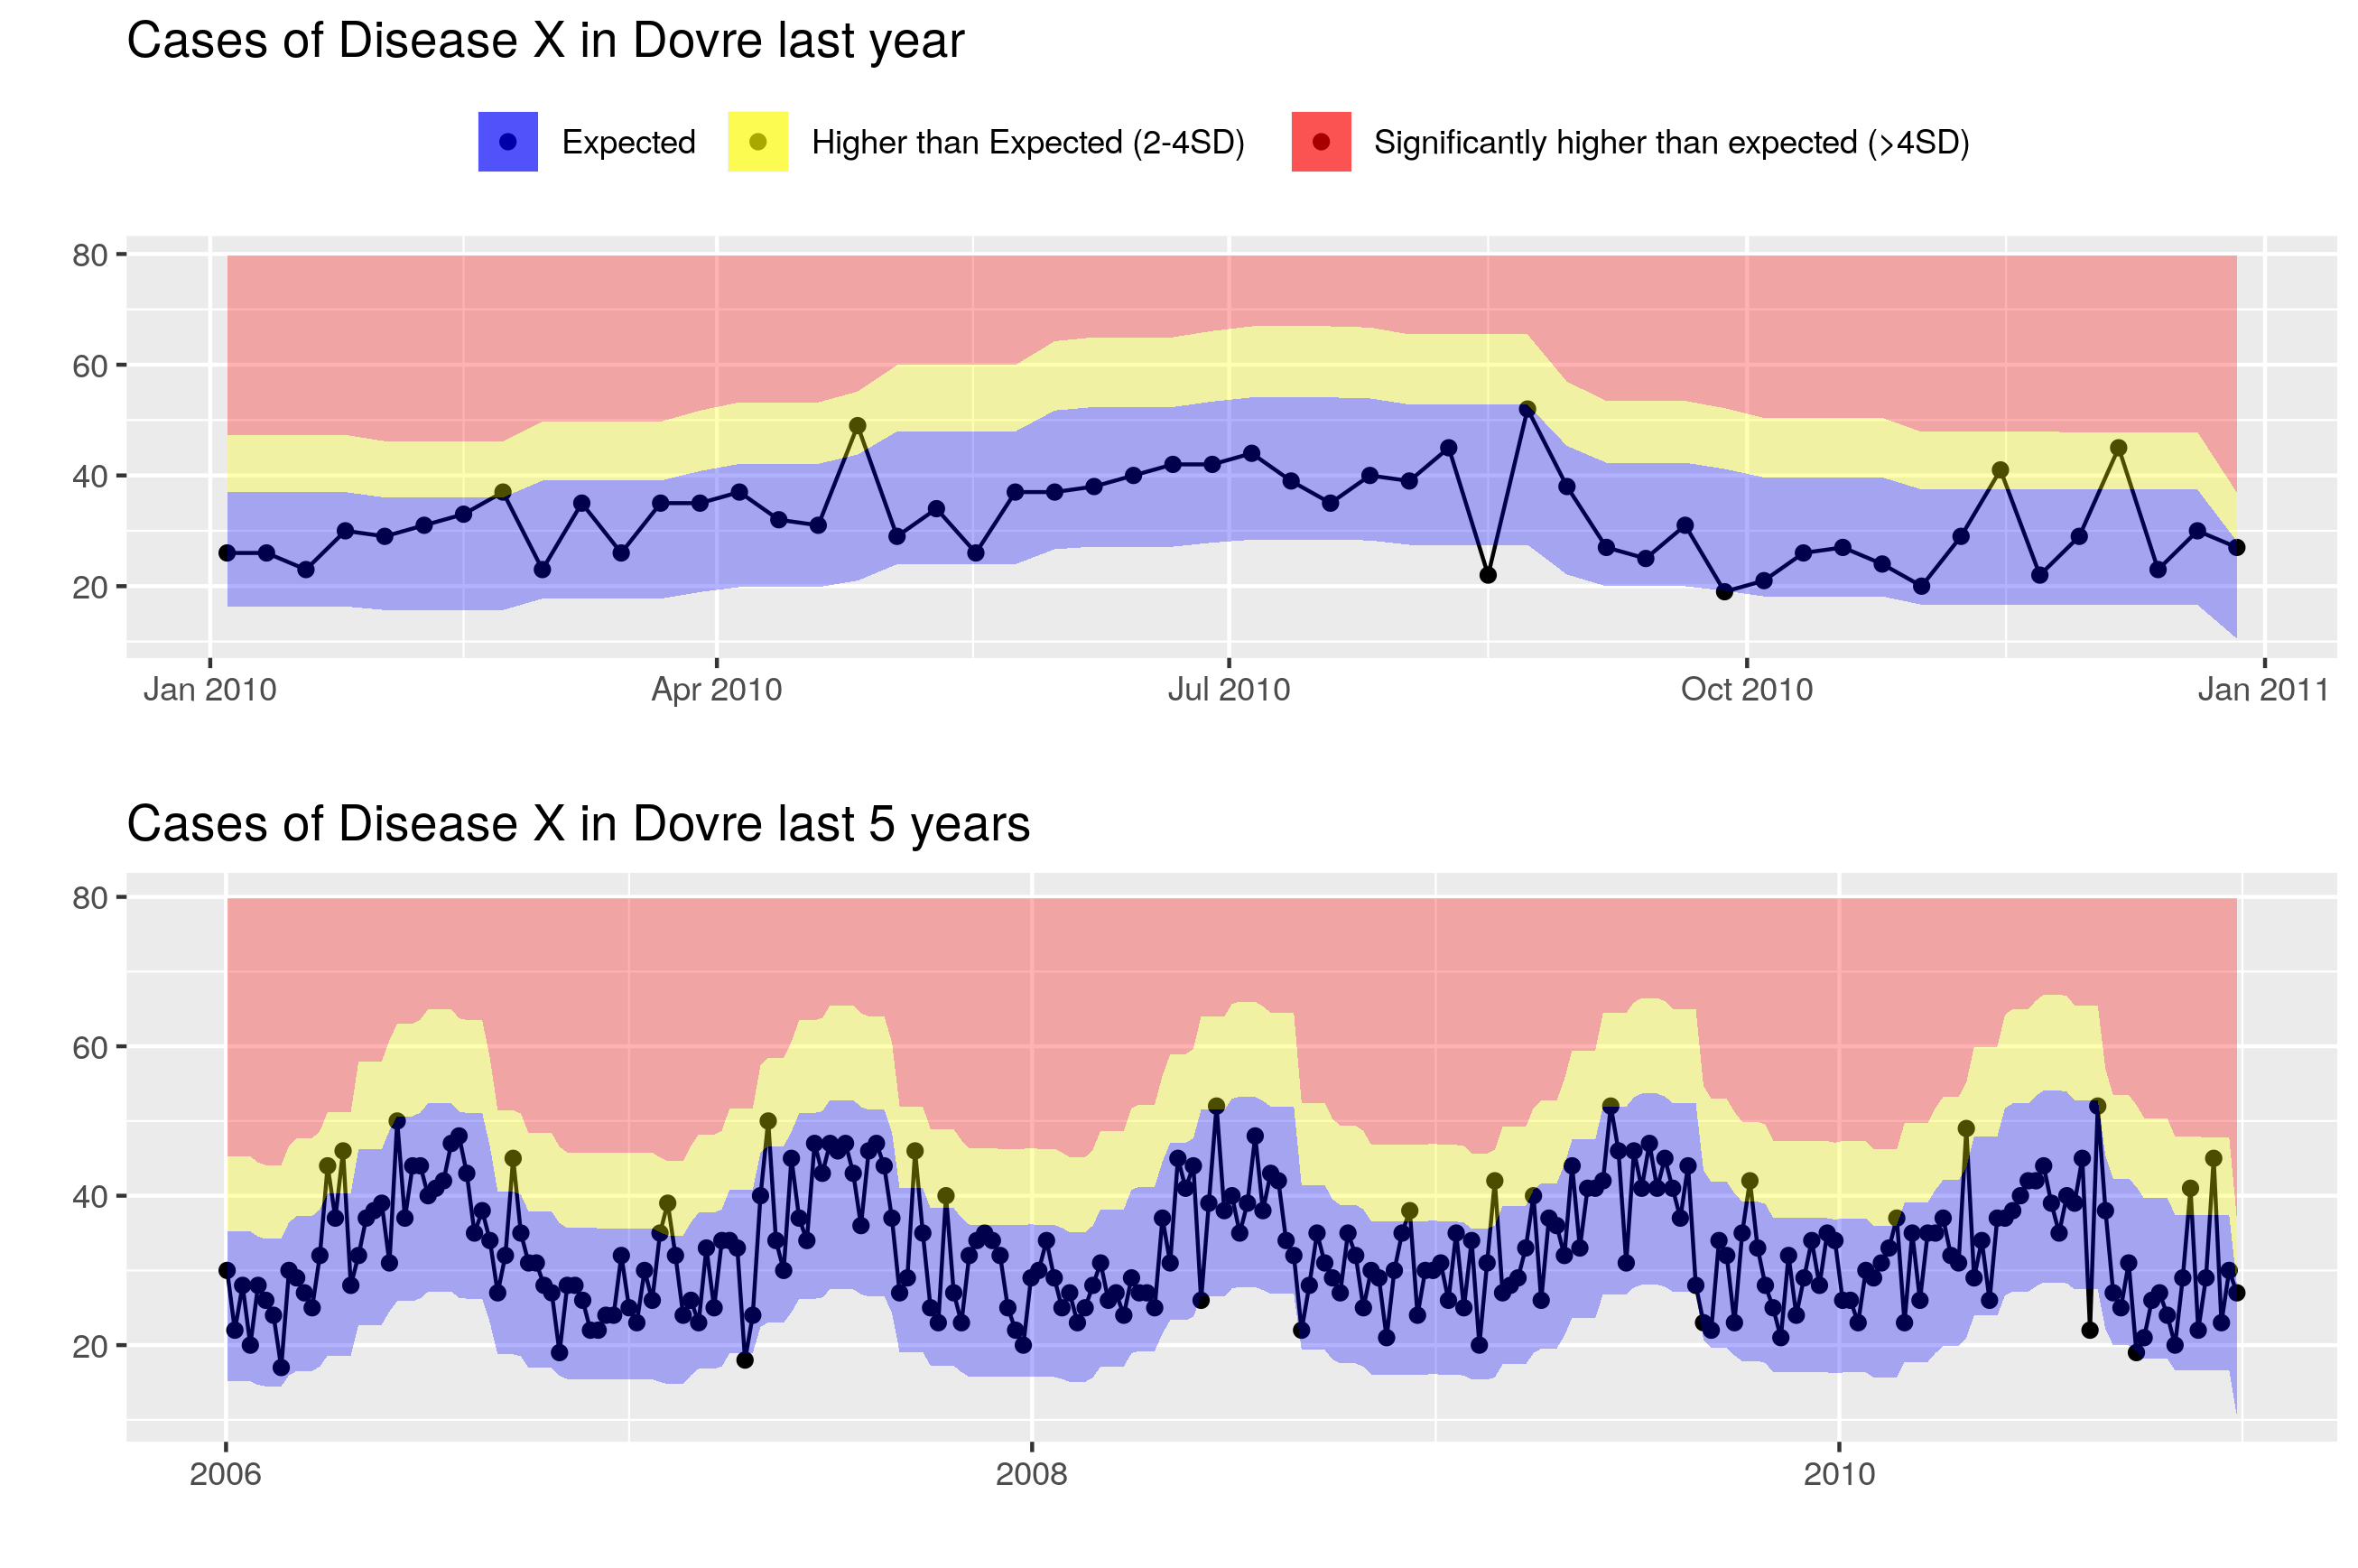 Cases of Disease X in Dovre last year
Expected Higher than Expected (2-4SD) Significantly higher than expected (>4SD)
80
60
40
20
Jan 2010 Apr 2010 Jul 2010 Oct 2010 Jan 2011
Cases of Disease X in Dovre last 5 years
80
60
40
20
2006 2008 2010